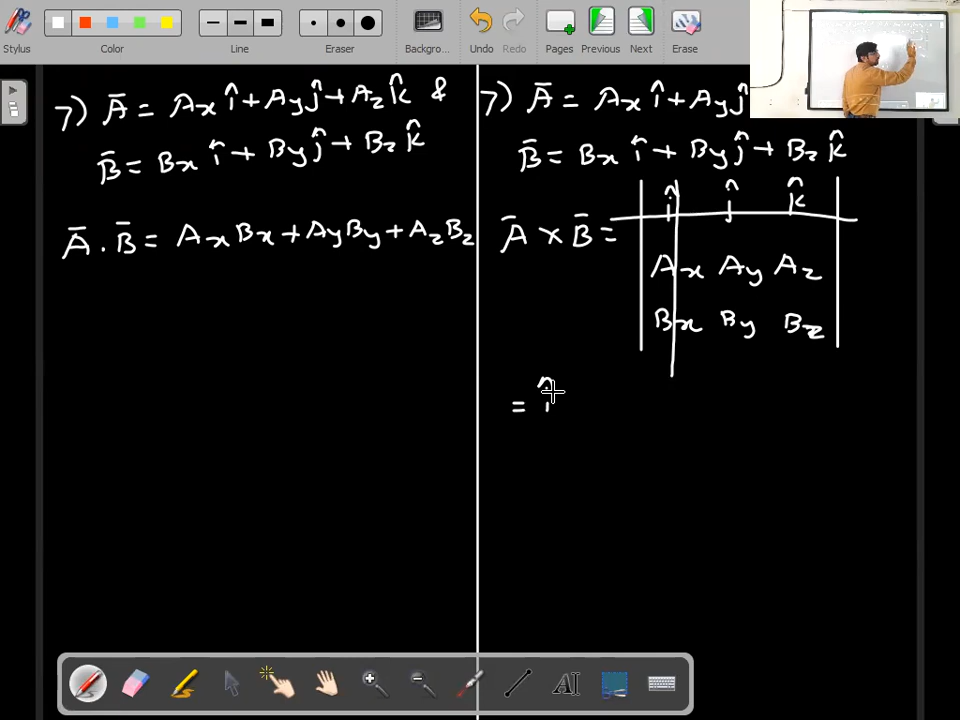 Stylus Color Line Eraser Backgro... Undo Redo Pages Previous Next Erase
7) A̅ = Ax î + Ay ĵ + Az k̂ &
B̅ = Bx î + By ĵ + Bz k̂
A̅ . B̅ = AxBx + AyBy + AzBz
7) A̅ = Ax î + Ay ĵ
B̅ = Bx î + By ĵ + Bz k̂
î ĵ k̂
A̅ × B̅ =
Ax Ay Az
Bx By Bz
= î
AI